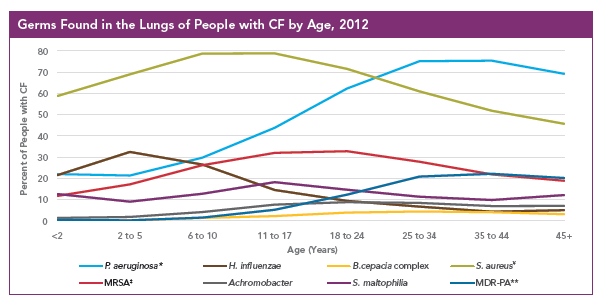 Germs Found in the Lungs of People with CF by Age, 2012
Percent of People with CF
80
70
60
50
40
30
20
10
0
<2 2 to 5 6 to 10 11 to 17 18 to 24 25 to 34 35 to 44 45+
Age (Years)
P. aeruginosa* H. influenzae B.cepacia complex S. aureus¥
MRSA‡ Achromobacter S. maltophilia MDR-PA**